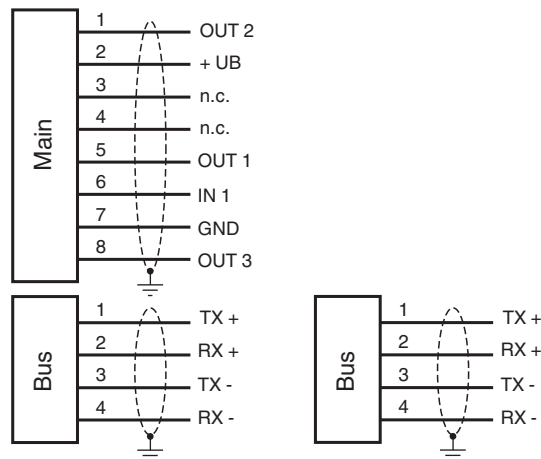 Main
1 OUT 2
2 + UB
3 n.c.
4 n.c.
5 OUT 1
6 IN 1
7 GND
8 OUT 3
Bus
1 TX +
2 RX +
3 TX -
4 RX -
Bus
1 TX +
2 RX +
3 TX -
4 RX -